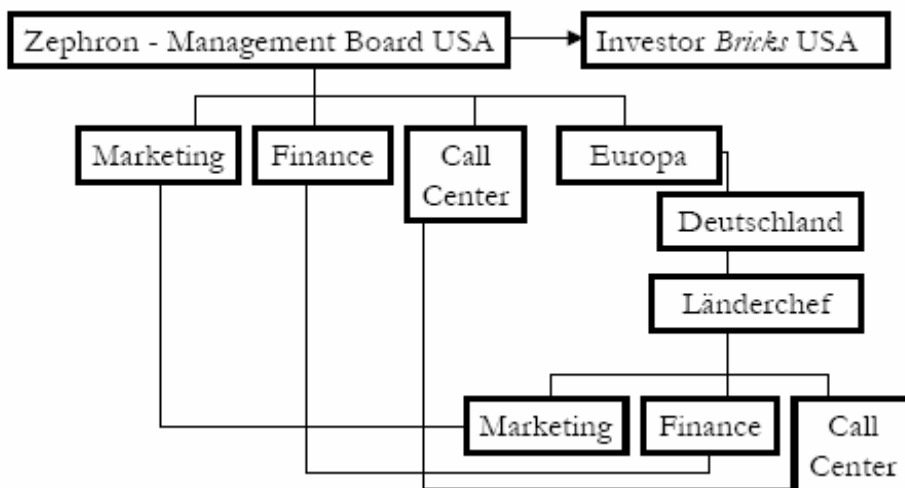 Zephron - Management Board USA
Investor Bricks USA
Marketing
Finance
Call
Center
Europa
Deutschland
Länderchef
Marketing
Finance
Call
Center